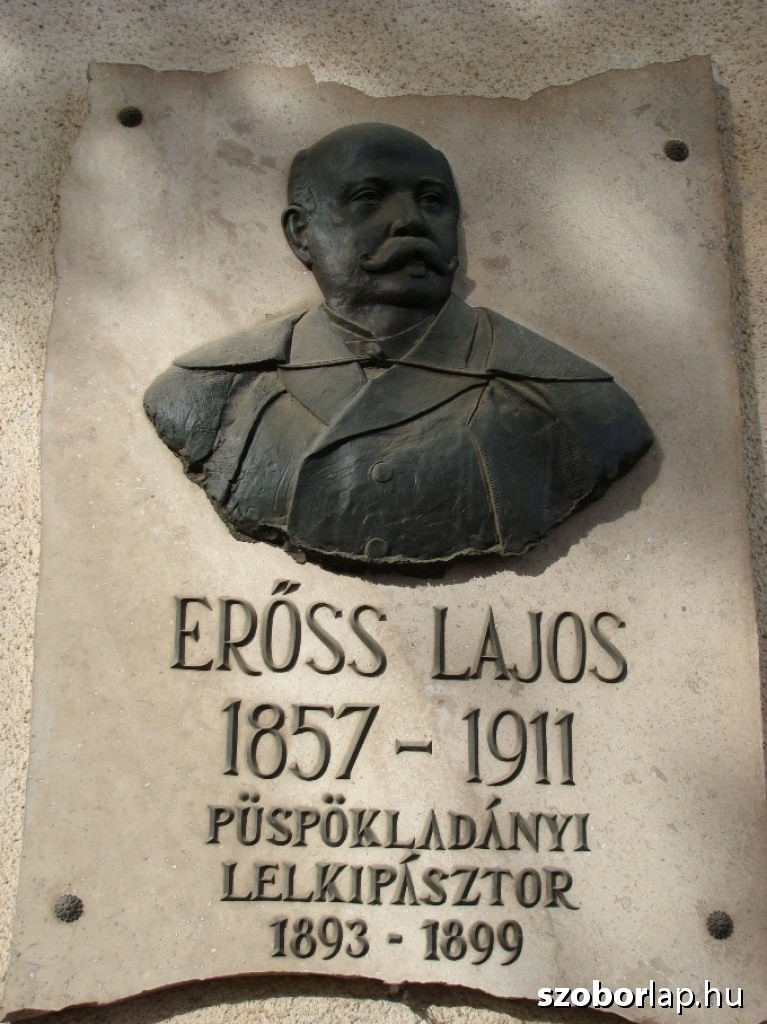 ERŐSS LAJOS
1857 - 1911
PÜSPÖKLADÁNYI
LELKIPÁSZTOR
1893 - 1899
szoborlap.hu